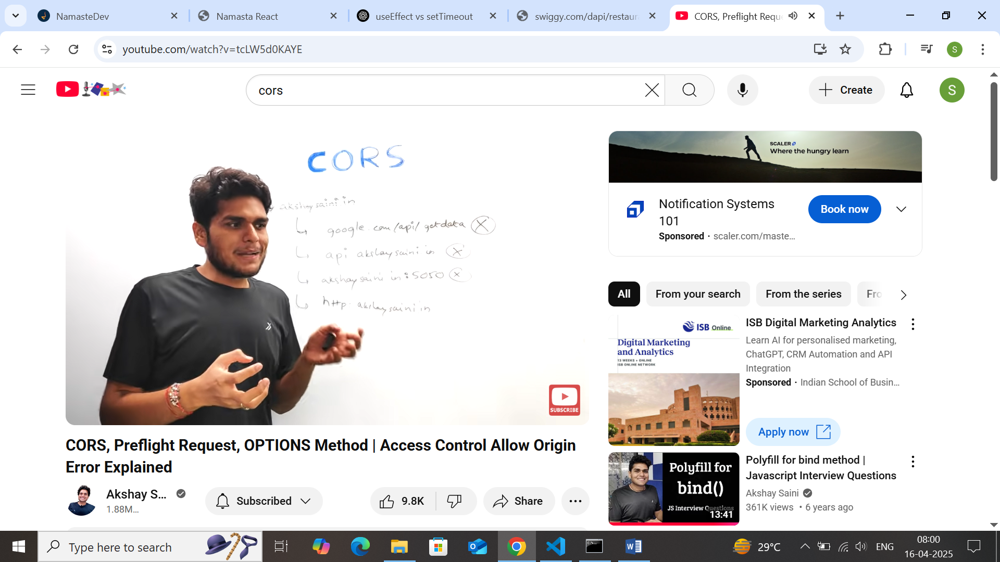 NamasteDev
Namasta React
useEffect vs setTimeout
swiggy.com/dapi/restaur
CORS, Preflight Requ
youtube.com/watch?v=tcLW5d0KAYE
S
cors
Create
S
CORS
akshaysaini.in
google.com/api/getdata X
api akshaysaini in X
akshaysaini in:5050 X
http akshaysaini in
SUBSCRIBE
SCALER
Where the hungry learn
Notification Systems
101
Sponsored · scaler.com/maste...
Book now
All
From your search
From the series
Fro
ISB Online
Digital Marketing
and Analytics
13 WEEKS • ONLINE
ISB ONLINE NETWORK
ISB Digital Marketing Analytics
Learn AI for personalised marketing,
ChatGPT, CRM Automation and API
Integration
Sponsored · Indian School of Busin...
Apply now
Polyfill for
bind()
JS Interview Questions
13:41
Polyfill for bind method |
Javascript Interview Questions
Akshay Saini
361K views • 6 years ago
CORS, Preflight Request, OPTIONS Method | Access Control Allow Origin
Error Explained
Akshay S...
1.88M...
Subscribed
9.8K
Share
Type here to search
29°C
ENG
08:00
16-04-2025